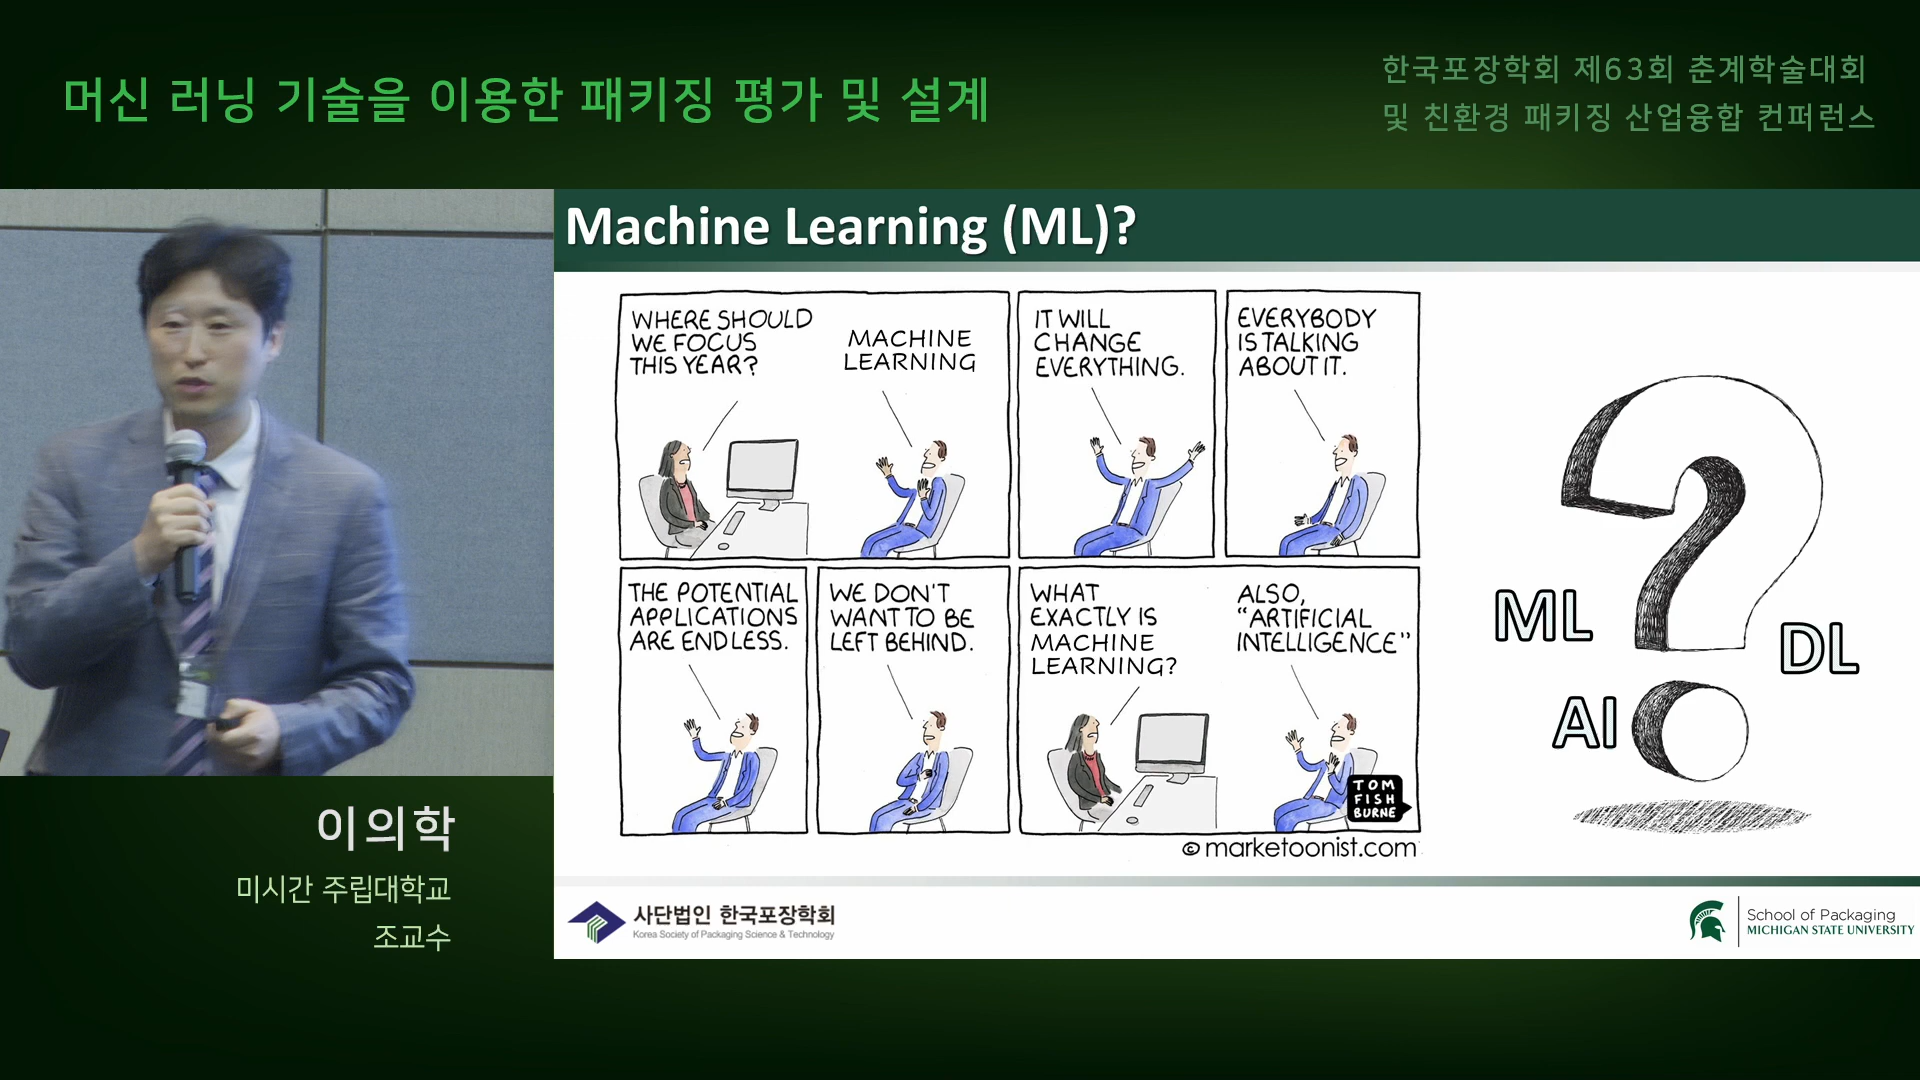 머신 러닝 기술을 이용한 패키징 평가 및 설계
한국포장학회 제63회 춘계학술대회
및 친환경 패키징 산업융합 컨퍼런스
Machine Learning (ML)?
WHERE SHOULD
WE FOCUS
THIS YEAR?
MACHINE
LEARNING
IT WILL
CHANGE
EVERYTHING.
EVERYBODY
IS TALKING
ABOUT IT.
THE POTENTIAL
APPLICATIONS
ARE ENDLESS.
WE DON'T
WANT TO BE
LEFT BEHIND.
WHAT
EXACTLY IS
MACHINE
LEARNING?
ALSO,
"ARTIFICIAL
INTELLIGENCE"
TOM
FISH
BURNE
© marketoonist.com
ML
DL
AI
이의학
미시간 주립대학교
조교수
사단법인 한국포장학회
Korea Society of Packaging Science & Technology
School of Packaging
MICHIGAN STATE UNIVERSITY